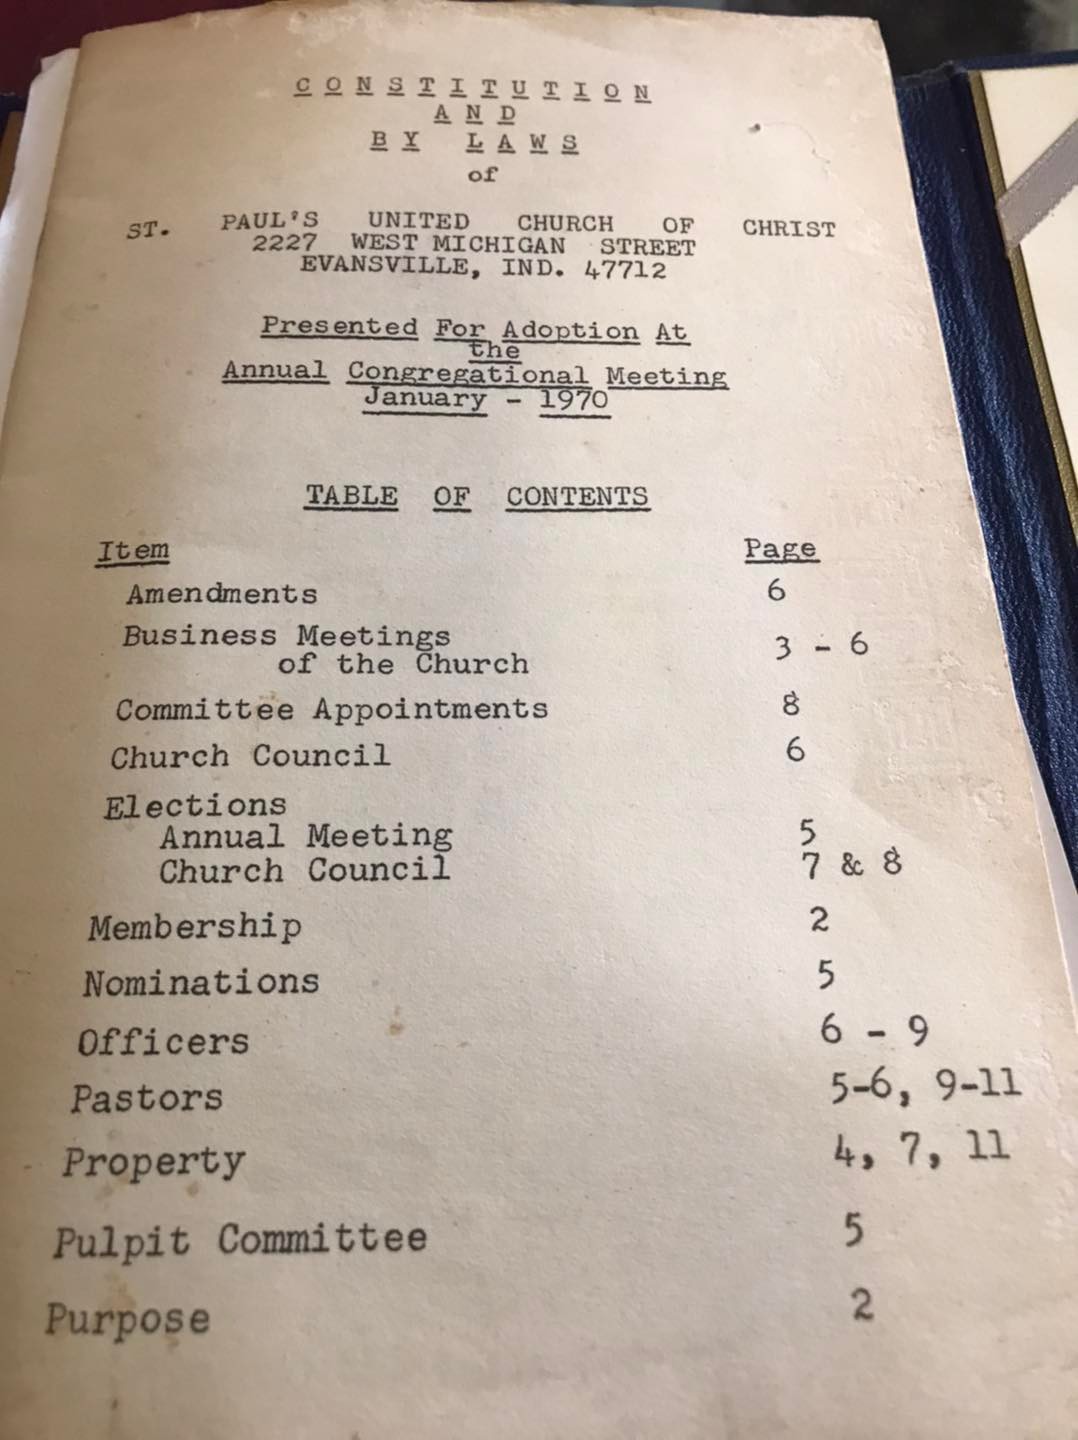 CONSTITUTION
AND
BY LAWS
of
ST. PAUL'S UNITED CHURCH OF CHRIST
2227 WEST MICHIGAN STREET
EVANSVILLE, IND. 47712
Presented For Adoption At
the
Annual Congregational Meeting
January - 1970
TABLE OF CONTENTS
Item Page
Amendments 6
Business Meetings
of the Church 3 - 6
Committee Appointments 8
Church Council 6
Elections
Annual Meeting 5
Church Council 7 & 8
Membership 2
Nominations 5
Officers 6 - 9
Pastors 5-6, 9-11
Property 4, 7, 11
Pulpit Committee 5
Purpose 2